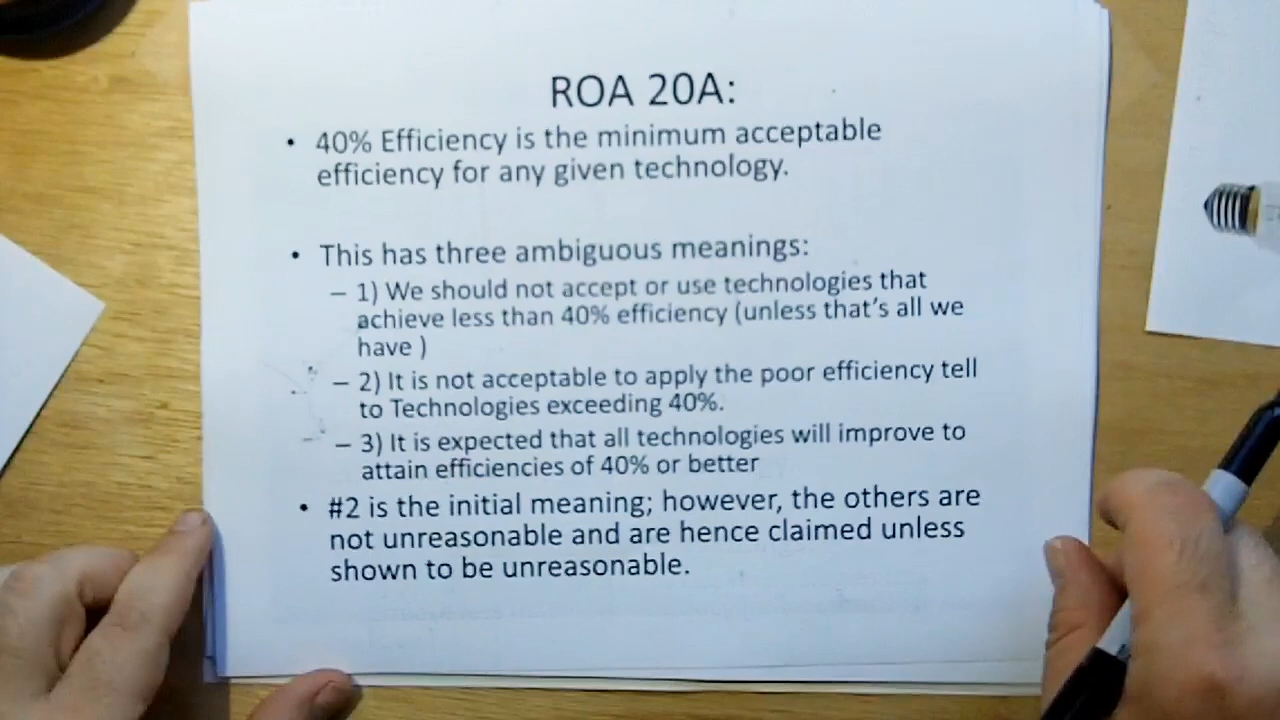 ROA 20A:
• 40% Efficiency is the minimum acceptable
efficiency for any given technology.
• This has three ambiguous meanings:
– 1) We should not accept or use technologies that
achieve less than 40% efficiency (unless that's all we
have )
– 2) It is not acceptable to apply the poor efficiency tell
to Technologies exceeding 40%.
– 3) It is expected that all technologies will improve to
attain efficiencies of 40% or better
• #2 is the initial meaning; however, the others are
not unreasonable and are hence claimed unless
shown to be unreasonable.